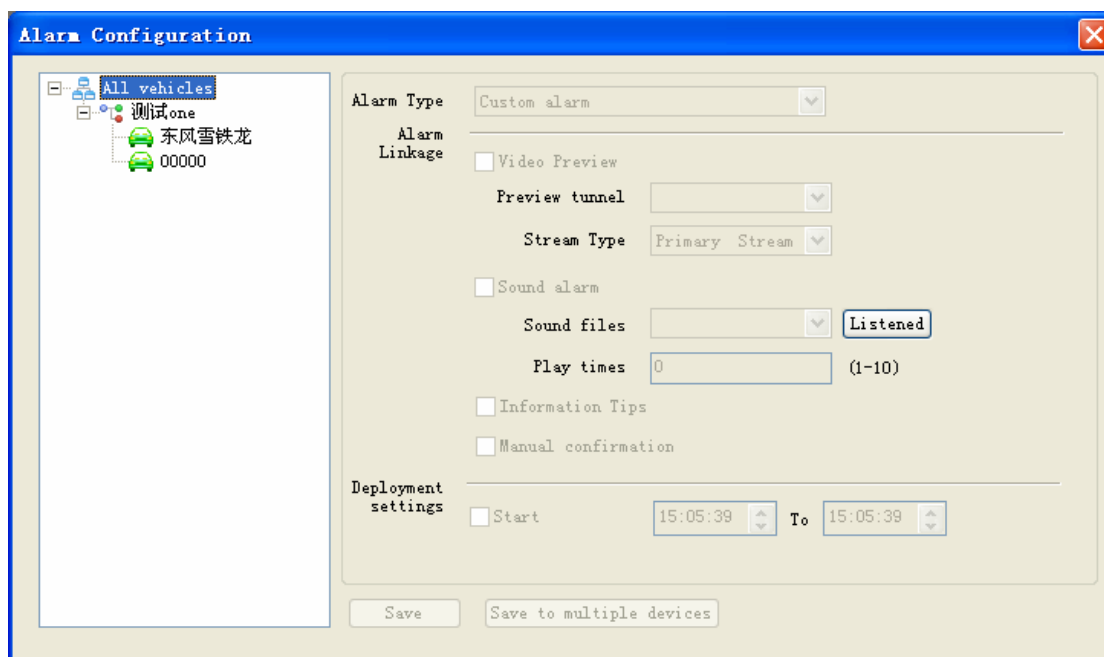 Alarm Configuration
All vehicles
测试one
东风雪铁龙
00000
Alarm Type
Custom alarm
Alarm
Linkage
Video Preview
Preview tunnel
Stream Type
Primary Stream
Sound alarm
Sound files
Listened
Play times
0
(1-10)
Information Tips
Manual confirmation
Deployment
settings
Start
15:05:39
To
15:05:39
Save
Save to multiple devices